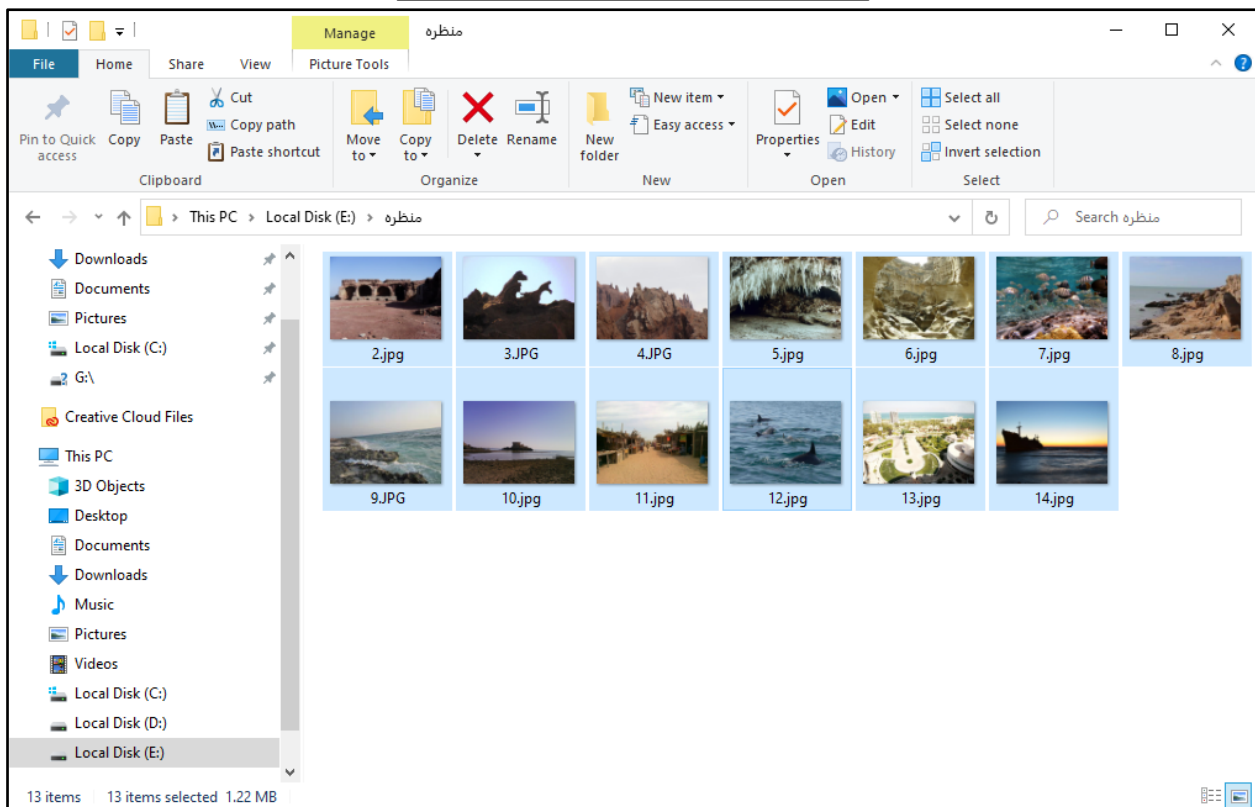 Manage
منظره
File Home Share View Picture Tools
Pin to Quick access
Copy
Paste
Cut
Copy path
Paste shortcut
Clipboard
Move to
Copy to
Delete
Rename
Organize
New folder
New item
Easy access
New
Properties
Open
Edit
History
Open
Select all
Select none
Invert selection
Select
This PC > Local Disk (E:) > منظره
Search منظره
Downloads
Documents
Pictures
Local Disk (C:)
G:\
Creative Cloud Files
This PC
3D Objects
Desktop
Documents
Downloads
Music
Pictures
Videos
Local Disk (C:)
Local Disk (D:)
Local Disk (E:)
2.jpg 3.JPG 4.JPG 5.jpg 6.jpg 7.jpg 8.jpg
9.JPG 10.jpg 11.jpg 12.jpg 13.jpg 14.jpg
13 items 13 items selected 1.22 MB